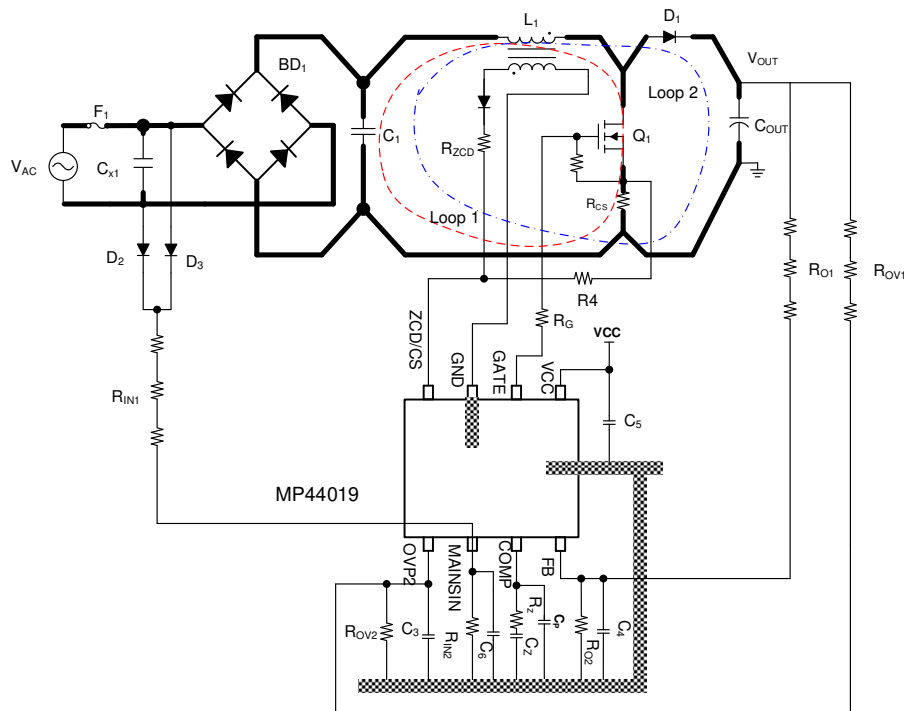 L1
D1
BD1
VOUT
F1
Loop 2
C1
Q1
COUT
RZCD
Cx1
VAC
RCS
Loop 1
D2
D3
RO1
ROV1
R4
RG
VCC
ZCD/CS
GND
GATE
VCC
RIN1
C5
MP44019
OVP2
MAINSIN
COMP
FB
ROV2
C3
RIN2
C6
Rz
CZ
CP
RO2
C4